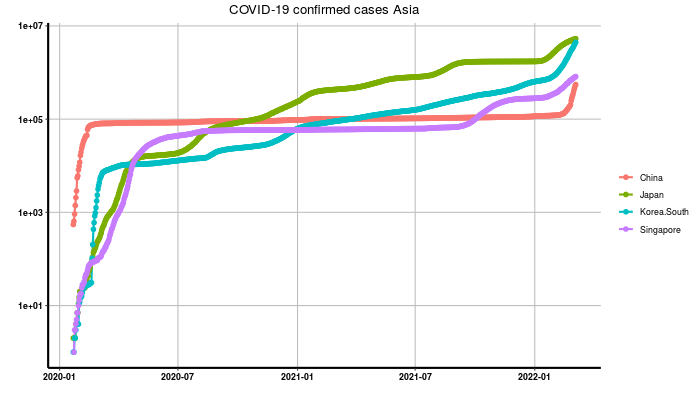 COVID-19 confirmed cases Asia
1e+07
1e+05
1e+03
1e+01
2020-01
2020-07
2021-01
2021-07
2022-01
China
Japan
Korea.South
Singapore